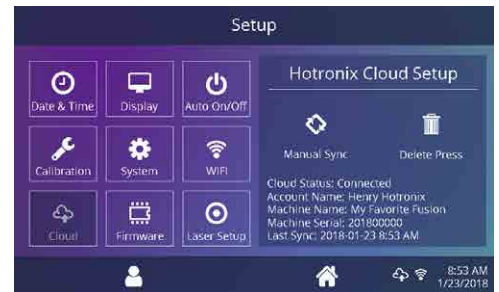 Setup
Date & Time
Display
Auto On/Off
Calibration
System
WIFI
Cloud
Firmware
Laser Setup
Hotronix Cloud Setup
Manual Sync
Delete Press
Cloud Status: Connected
Account Name: Henry Hotronix
Machine Name: My Favorite Fusion
Machine Serial: 201800000
Last Sync: 2018-01-23 8:53 AM
8:53 AM
1/23/2018